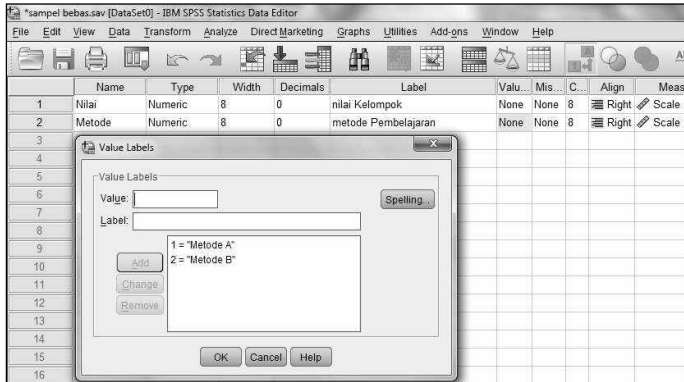 *sampel bebas.sav [DataSet0] - IBM SPSS Statistics Data Editor
File Edit View Data Transform Analyze Direct Marketing Graphs Utilities Add-ons Window Help
Name Type Width Decimals Label Valu... Mis... C... Align Meas
1 Nilai Numeric 8 0 nilai Kelompok None None 8 Right Scale
2 Metode Numeric 8 0 metode Pembelajaran None None 8 Right Scale
3
4
5
6
7
8
9
10
11
12
13
14
15
16
Value Labels
Value Labels
Value:
Spelling...
Label:
1 = "Metode A"
2 = "Metode B"
Add
Change
Remove
OK Cancel Help